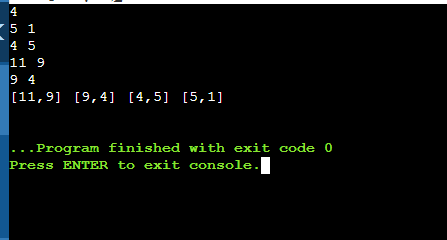 4
5 1
4 5
11 9
9 4
[11,9] [9,4] [4,5] [5,1]
...Program finished with exit code 0
Press ENTER to exit console.